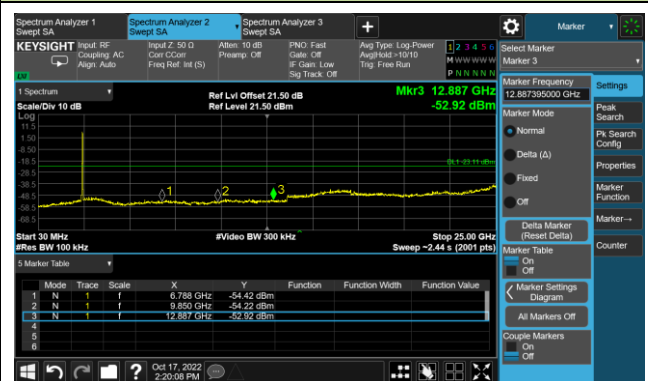 Spectrum Analyzer 1
Swept SA
Spectrum Analyzer 2
Swept SA
Spectrum Analyzer 3
Swept SA
+
Marker
KEYSIGHT
Input: RF
Coupling: AC
Align: Auto
Input Z: 50 Ω
Corr CCorr
Freq Ref: Int (S)
Atten: 10 dB
Preamp: Off
PNO: Fast
Gate: Off
IF Gain: Low
Sig Track: Off
Avg Type: Log-Power
Avg|Hold:>10/10
Trig: Free Run
1 2 3 4 5 6
M W W W W W
P N N N N N
LXI
Select Marker
Marker 3
1 Spectrum
Scale/Div 10 dB
Log
Ref Lvl Offset 21.50 dB
Ref Level 21.50 dBm
Mkr3 12.887 GHz
-52.92 dBm
11.5
1.50
-8.50
-18.5
-28.5
-38.5
-48.5
-58.5
-68.5
DL1 -23.11 dBm
1
2
3
Start 30 MHz
#Res BW 100 kHz
#Video BW 300 kHz
Stop 25.00 GHz
Sweep ~2.44 s (2001 pts)
5 Marker Table
Mode Trace Scale X Y Function Function Width Function Value
1 N 1 f 6.788 GHz -54.42 dBm
2 N 1 f 9.850 GHz -54.22 dBm
3 N 1 f 12.887 GHz -52.92 dBm
4
5
6
Marker Frequency
12.887395000 GHz
Marker Mode
Normal
Delta (Δ)
Fixed
Off
Delta Marker
(Reset Delta)
Marker Table
On
Off
Marker Settings
Diagram
All Markers Off
Couple Markers
On
Off
Settings
Peak
Search
Pk Search
Config
Properties
Marker
Function
Marker→
Counter
?
Oct 17, 2022
2:20:08 PM